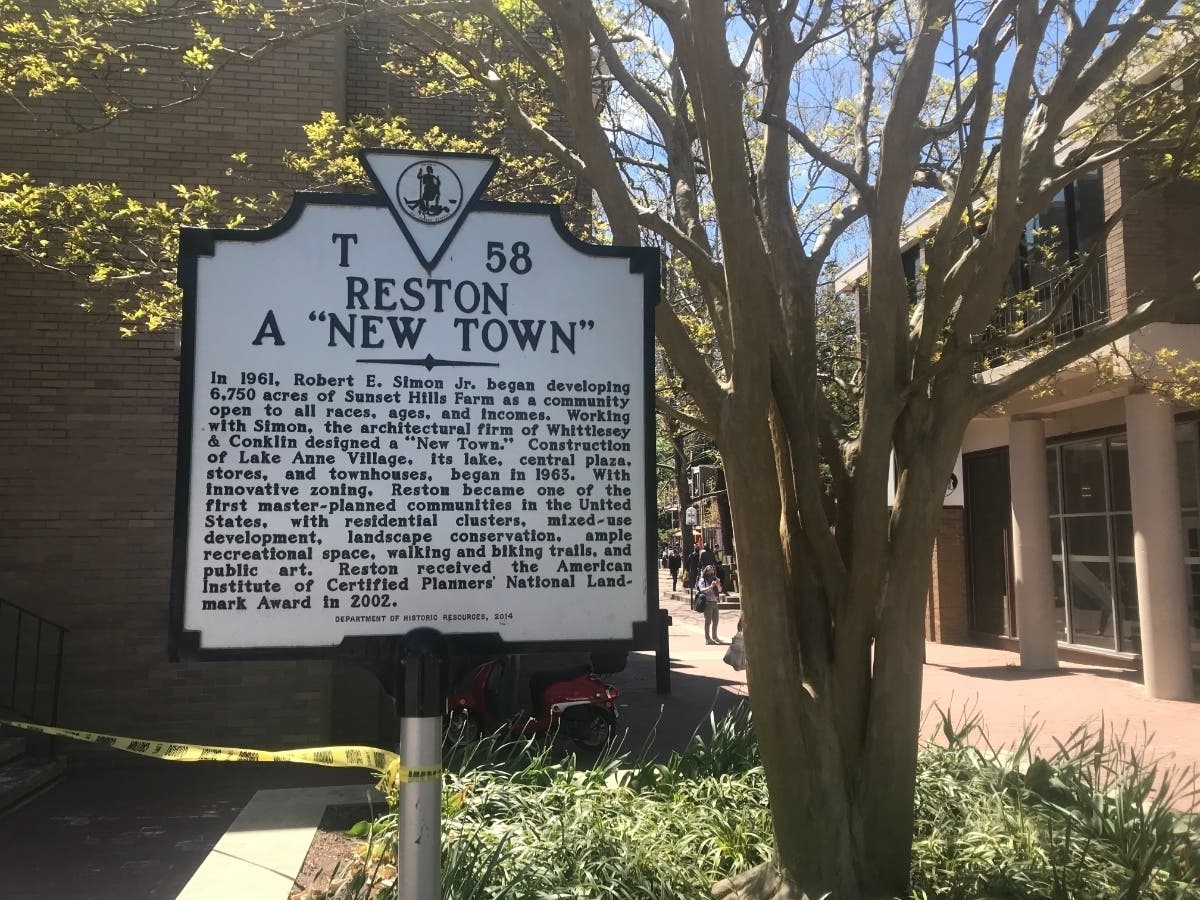 T 58
RESTON
A "NEW TOWN"
In 1961, Robert E. Simon Jr. began developing
6,750 acres of Sunset Hills Farm as a community
open to all races, ages, and incomes. Working
with Simon, the architectural firm of Whittlesey
& Conklin designed a "New Town." Construction
of Lake Anne Village, its lake, central plaza,
stores, and townhouses, began in 1963. With
innovative zoning, Reston became one of the
first master-planned communities in the United
States, with residential clusters, mixed-use
development, landscape conservation, ample
recreational space, walking and biking trails, and
public art. Reston received the American
Institute of Certified Planners' National Land-
mark Award in 2002.
DEPARTMENT OF HISTORIC RESOURCES, 2014